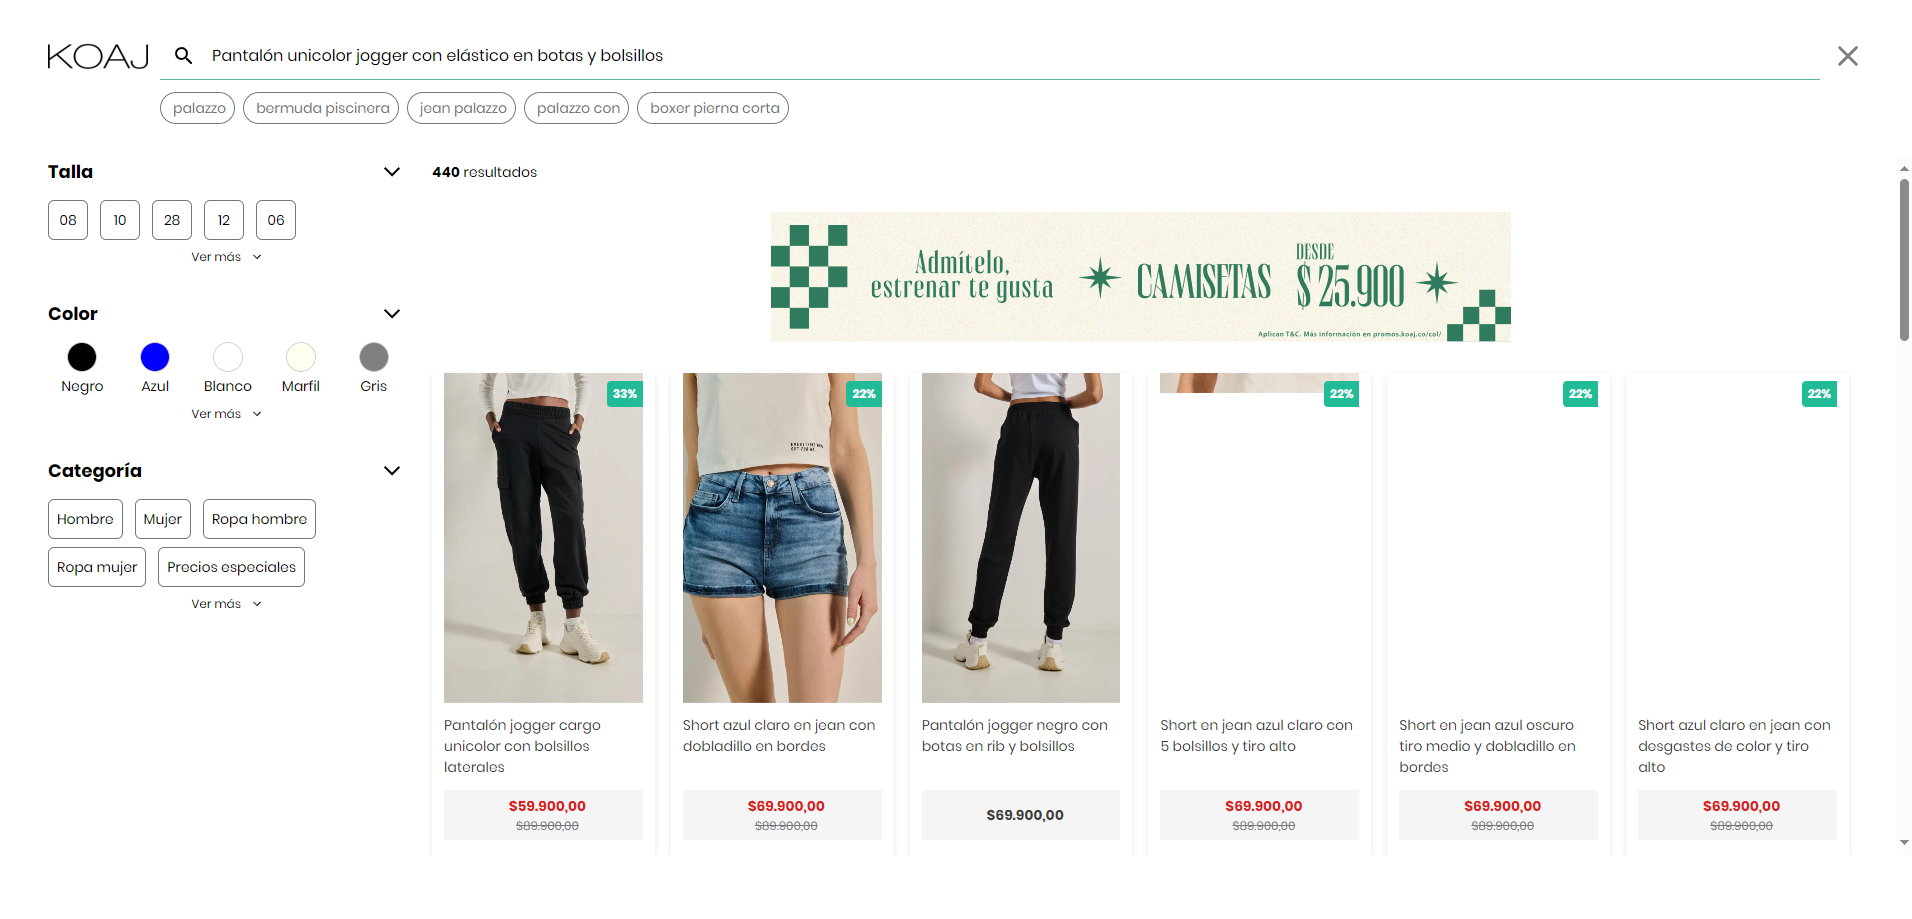 KOAJ
Pantalón unicolor jogger con elástico en botas y bolsillos
palazzo
bermuda piscinera
jean palazzo
palazzo con
boxer pierna corta
Talla
08
10
28
12
06
Ver más
Color
Negro
Azul
Blanco
Marfil
Gris
Ver más
Categoría
Hombre
Mujer
Ropa hombre
Ropa mujer
Precios especiales
Ver más
440 resultados
Admítelo,
estrenar te gusta
CAMISETAS
DESDE
$ 25.900
Aplican T&C. Más información en promos.koaj.co/col/
33%
Pantalón jogger cargo
unicolor con bolsillos
laterales
$59.900,00
$89.900,00
22%
Short azul claro en jean con
dobladillo en bordes
$69.900,00
$89.900,00
Pantalón jogger negro con
botas en rib y bolsillos
$69.900,00
22%
Short en jean azul claro con
5 bolsillos y tiro alto
$69.900,00
$89.900,00
22%
Short en jean azul oscuro
tiro medio y dobladillo en
bordes
$69.900,00
$89.900,00
22%
Short azul claro en jean con
desgastes de color y tiro
alto
$69.900,00
$89.900,00